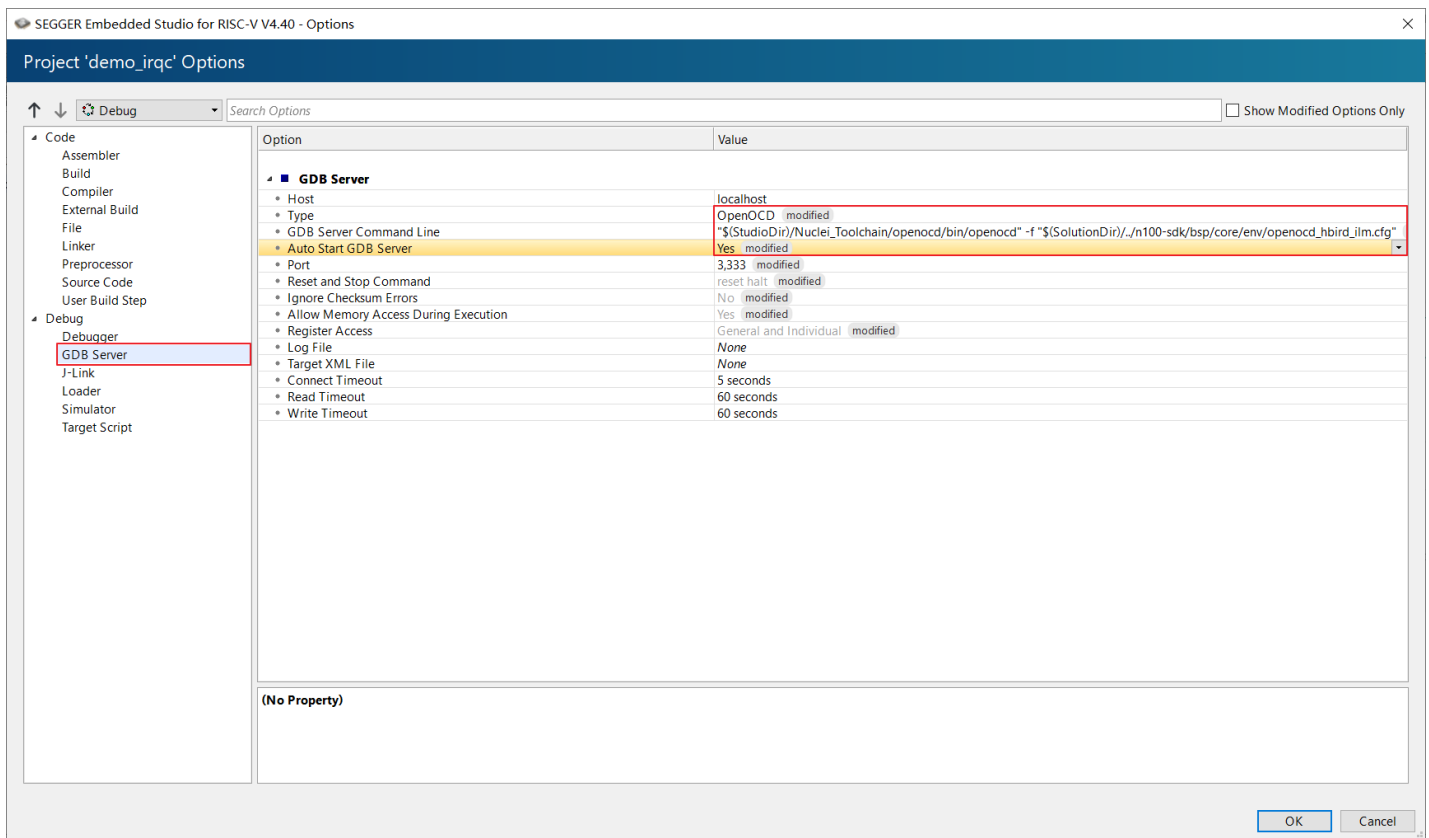 SEGGER Embedded Studio for RISC-V V4.40 - Options
Project 'demo_irqc' Options
Debug
Search Options
Show Modified Options Only
Code
Assembler
Build
Compiler
External Build
File
Linker
Preprocessor
Source Code
User Build Step
Debug
Debugger
GDB Server
J-Link
Loader
Simulator
Target Script
Option Value
GDB Server
Host localhost
Type OpenOCD modified
GDB Server Command Line "$(StudioDir)/Nuclei_Toolchain/openocd/bin/openocd" -f "$(SolutionDir)/../n100-sdk/bsp/core/env/openocd_hbird_ilm.cfg"
Auto Start GDB Server Yes modified
Port 3,333 modified
Reset and Stop Command reset halt modified
Ignore Checksum Errors No modified
Allow Memory Access During Execution Yes modified
Register Access General and Individual modified
Log File None
Target XML File None
Connect Timeout 5 seconds
Read Timeout 60 seconds
Write Timeout 60 seconds
(No Property)
OK Cancel